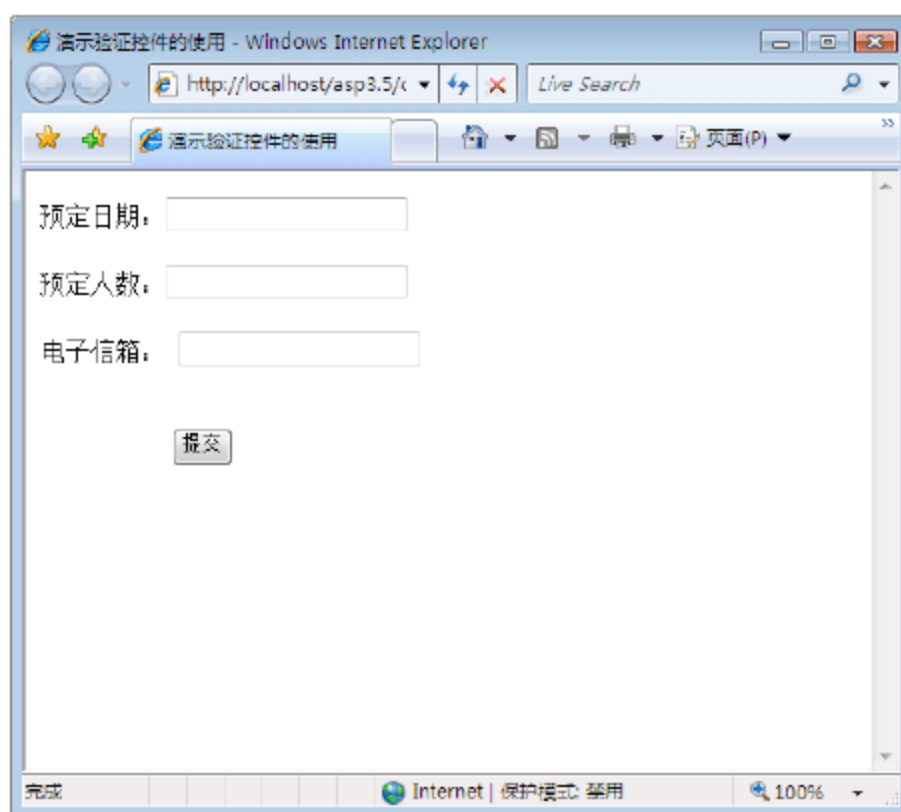 演示验证控件的使用 - Windows Internet Explorer
http://localhost/asp3.5/c
Live Search
演示验证控件的使用
页面(P)
预定日期：
预定人数：
电子信箱：
提交
完成
Internet | 保护模式: 禁用
100%